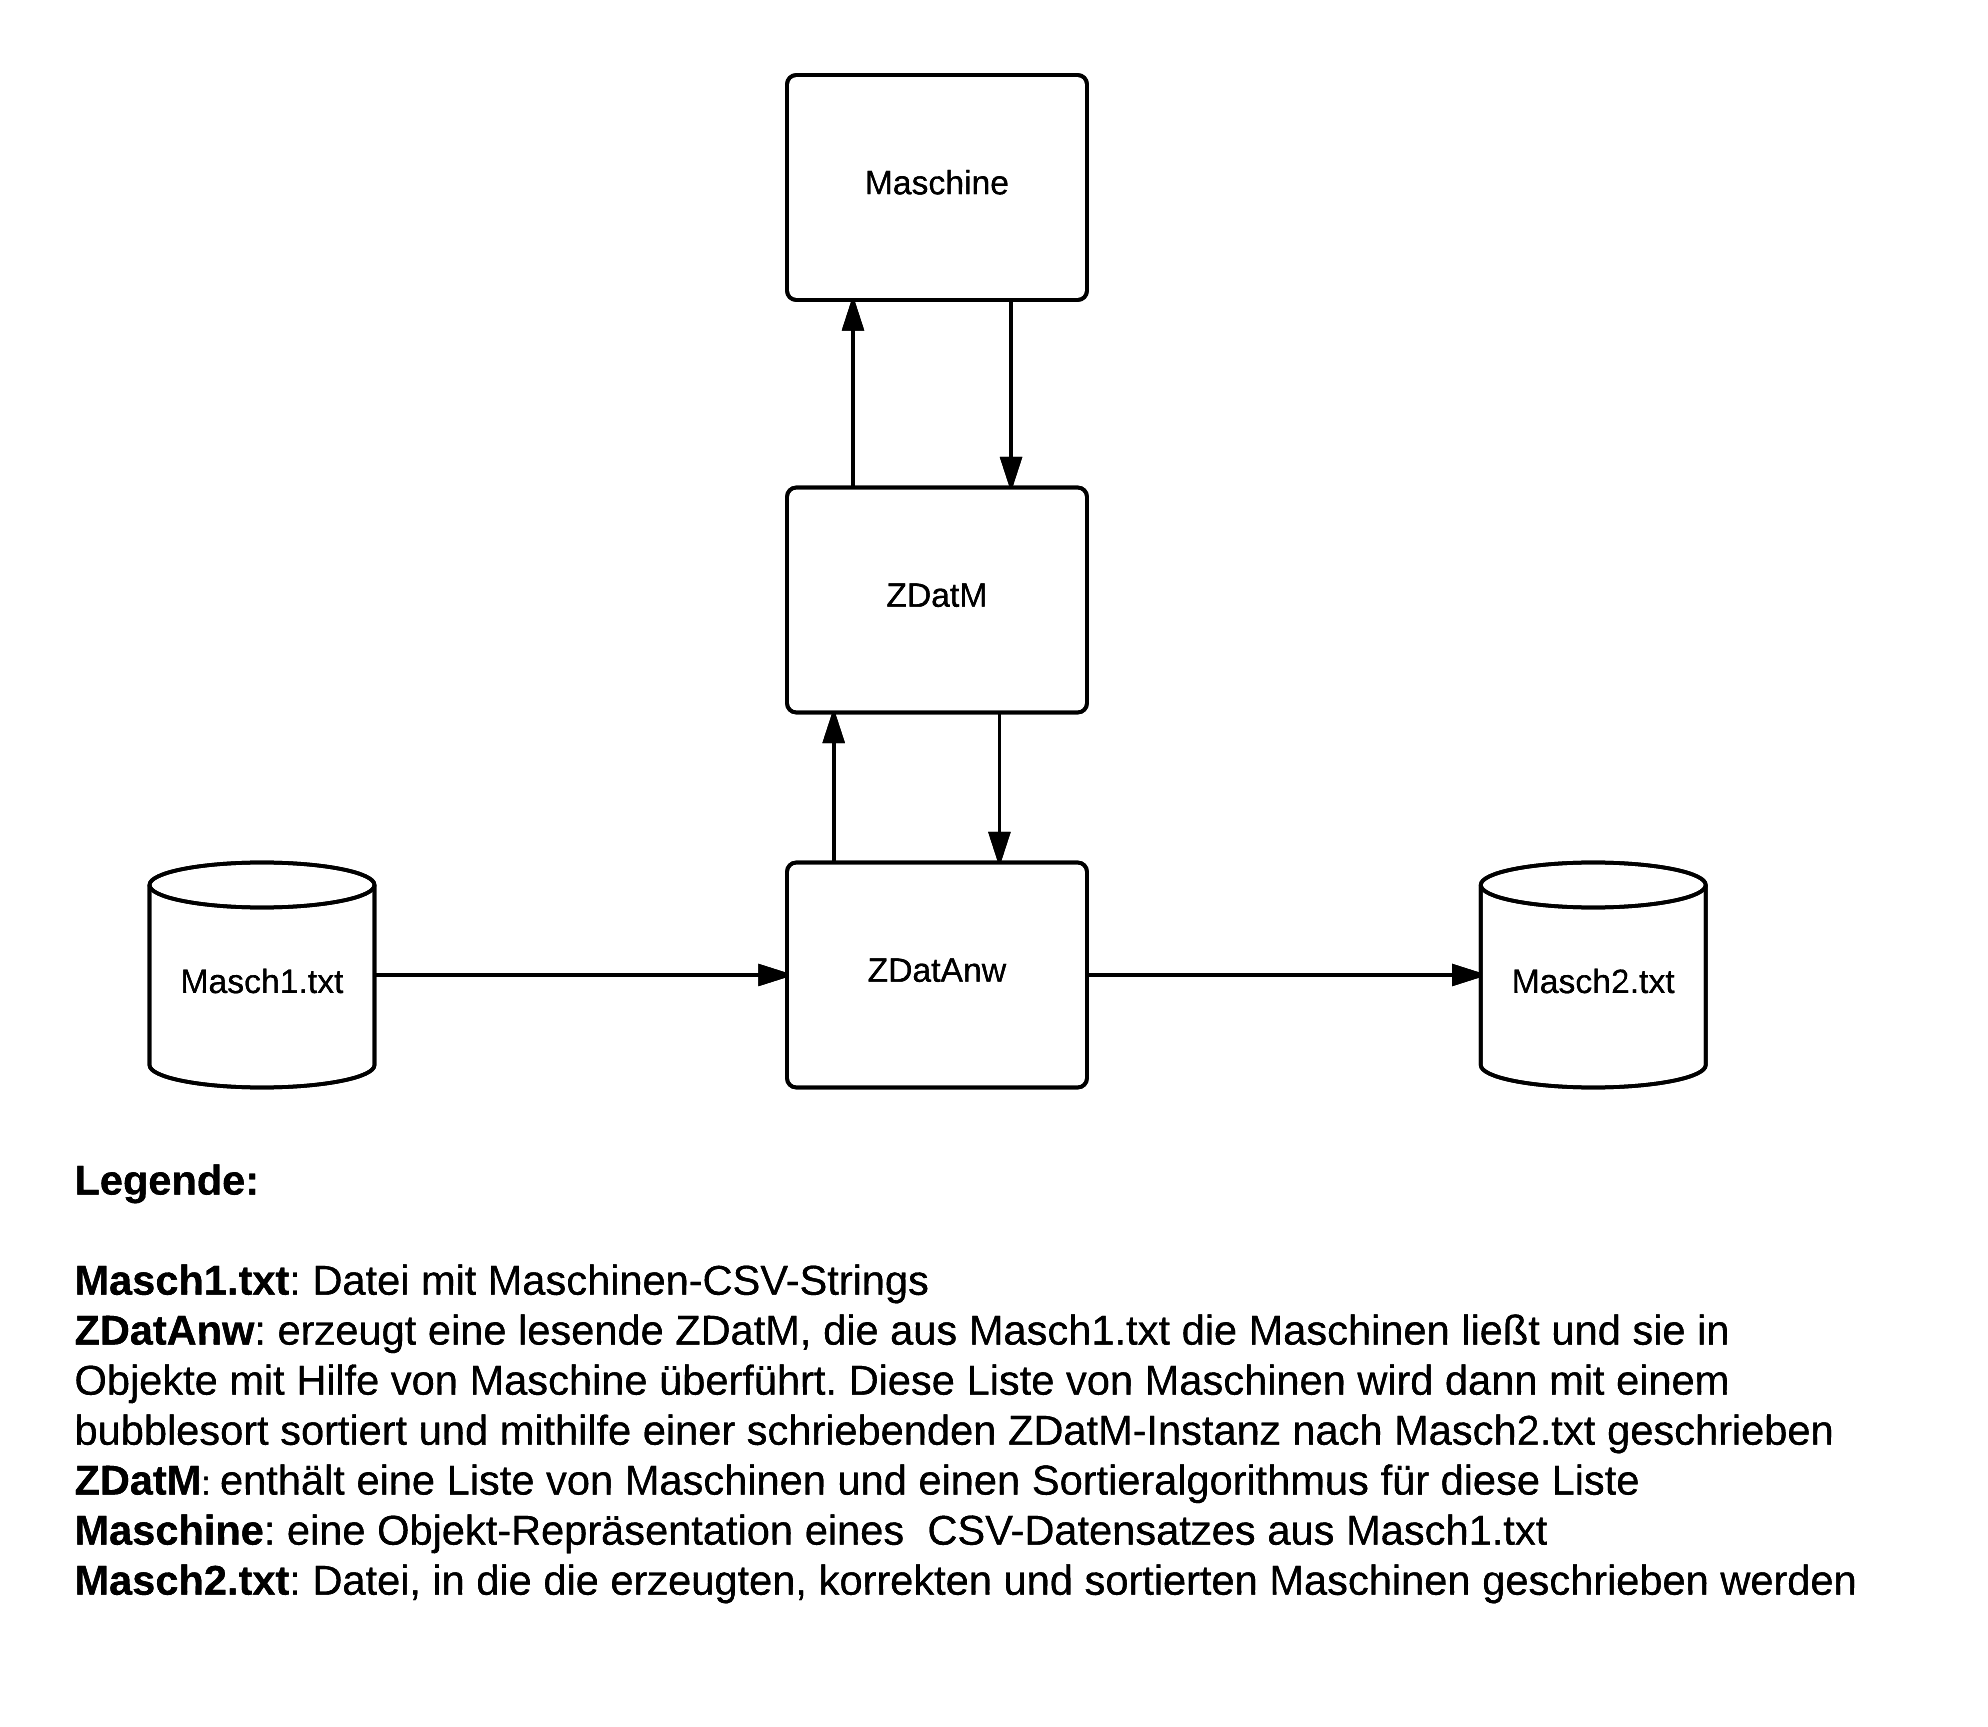 Maschine
ZDatM
Masch1.txt
ZDatAnw
Masch2.txt
Legende:
Masch1.txt: Datei mit Maschinen-CSV-Strings
ZDatAnw: erzeugt eine lesende ZDatM, die aus Masch1.txt die Maschinen ließt und sie in
Objekte mit Hilfe von Maschine überführt. Diese Liste von Maschinen wird dann mit einem
bubblesort sortiert und mithilfe einer schriebenden ZDatM-Instanz nach Masch2.txt geschrieben
ZDatM: enthält eine Liste von Maschinen und einen Sortieralgorithmus für diese Liste
Maschine: eine Objekt-Repräsentation eines  CSV-Datensatzes aus Masch1.txt
Masch2.txt: Datei, in die die erzeugten, korrekten und sortierten Maschinen geschrieben werden